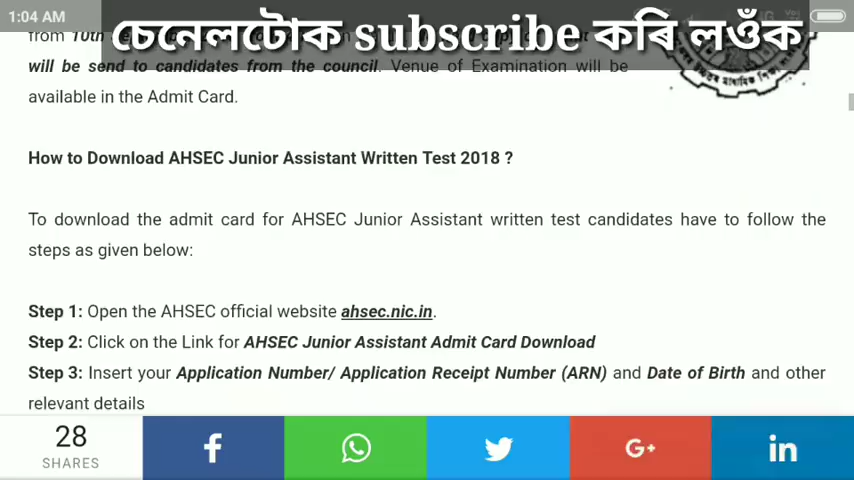 1:04 AM
চেনেলটোক subscribe কৰি লওঁক
from 10th
will be send to candidates from the council. Venue of Examination will be
available in the Admit Card.
How to Download AHSEC Junior Assistant Written Test 2018 ?
To download the admit card for AHSEC Junior Assistant written test candidates have to follow the
steps as given below:
Step 1: Open the AHSEC official website ahsec.nic.in.
Step 2: Click on the Link for AHSEC Junior Assistant Admit Card Download
Step 3: Insert your Application Number/ Application Receipt Number (ARN) and Date of Birth and other
relevant details
28
SHARES
f
G+
in